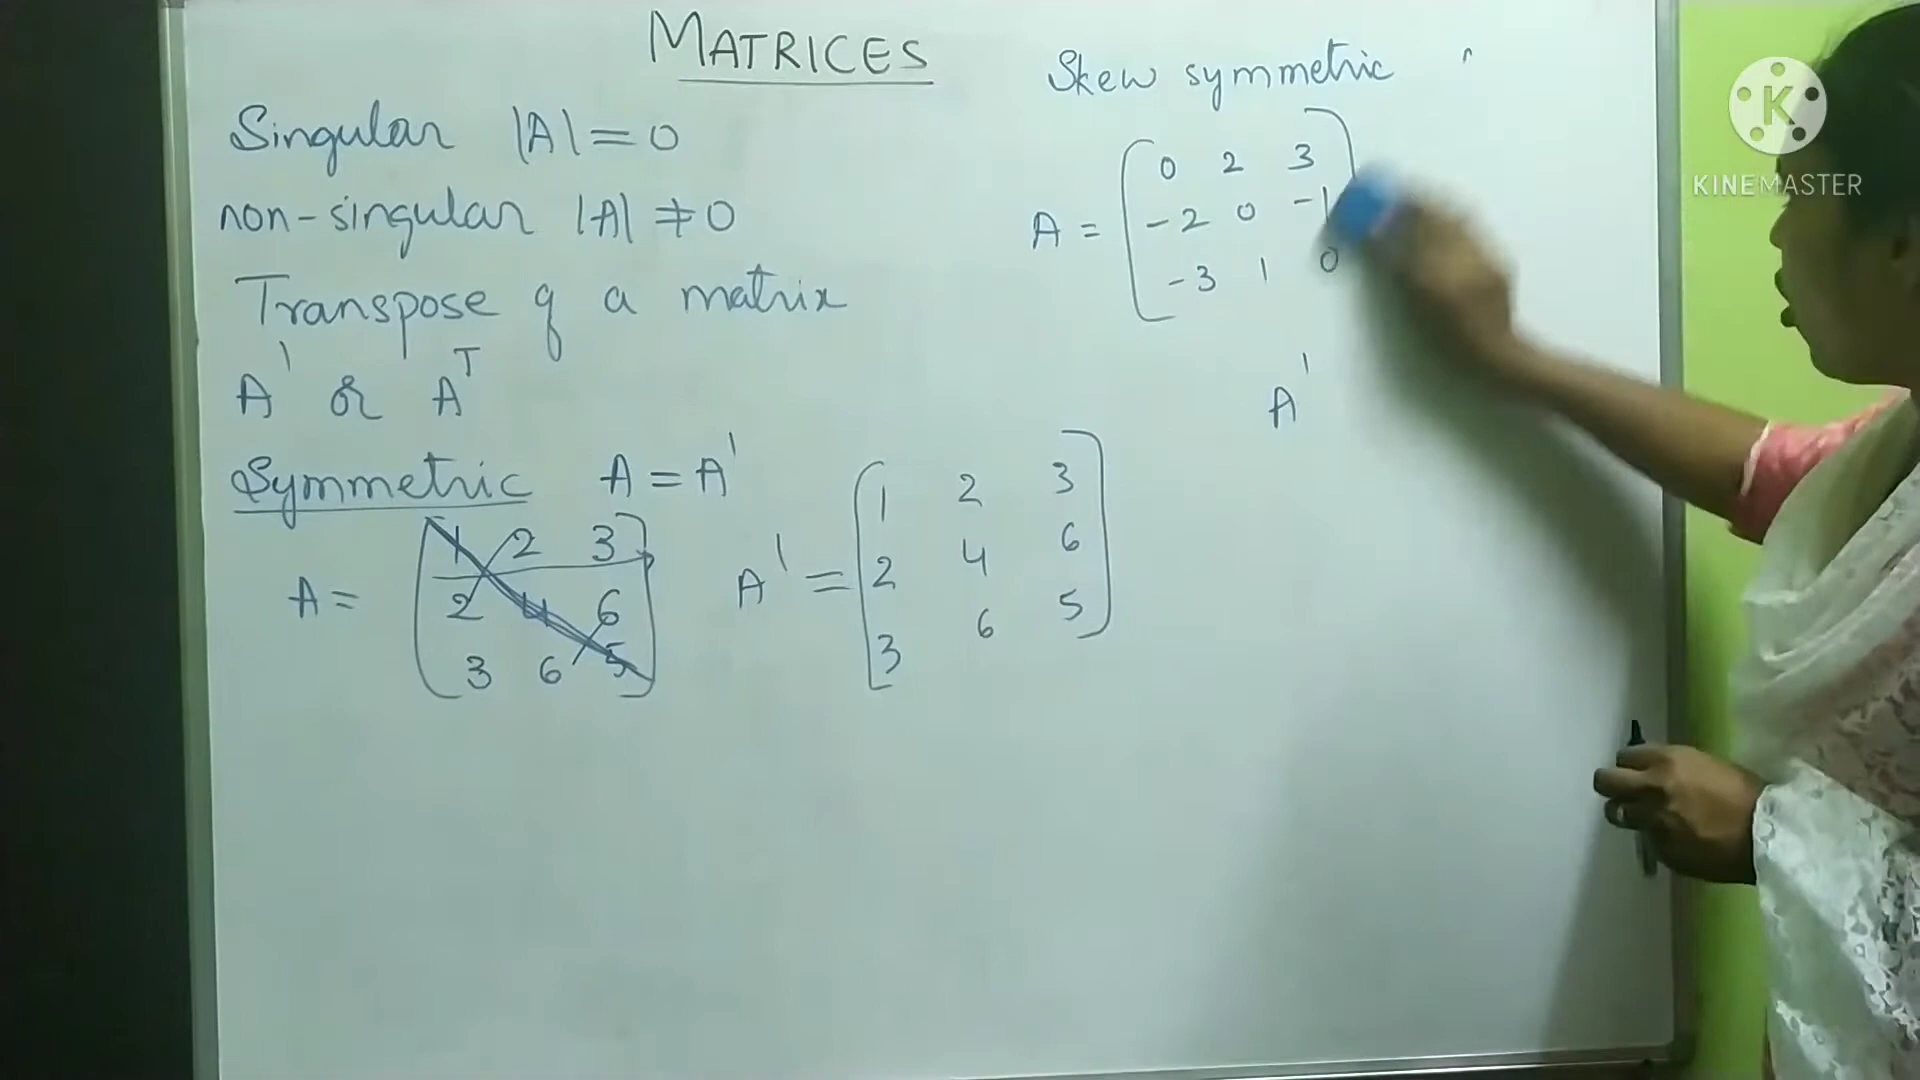 MATRICES
Singular |A| = 0
non-singular |A| ≠ 0
Transpose of a matrix
A' or A^T
Symmetric A = A'
A = [1 2 3
2 4 6
3 6 5]
A' = [1 2 3
2 4 6
3 6 5]
Skew symmetric
A = [0 2 3
-2 0 -1
-3 1 0]
A'
K
KINEMASTER